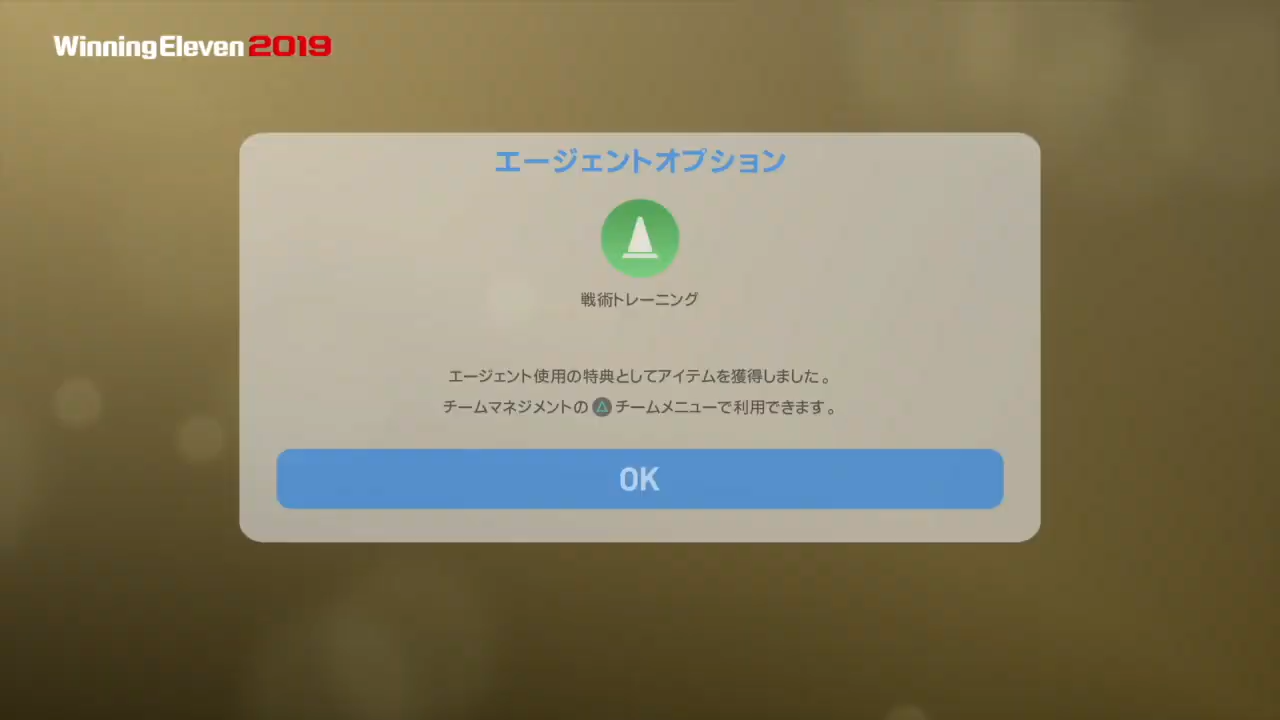 WinningEleven 2019
エージェントオプション
戦術トレーニング
エージェント使用の特典としてアイテムを獲得しました。
チームマネジメントの△チームメニューで利用できます。
OK